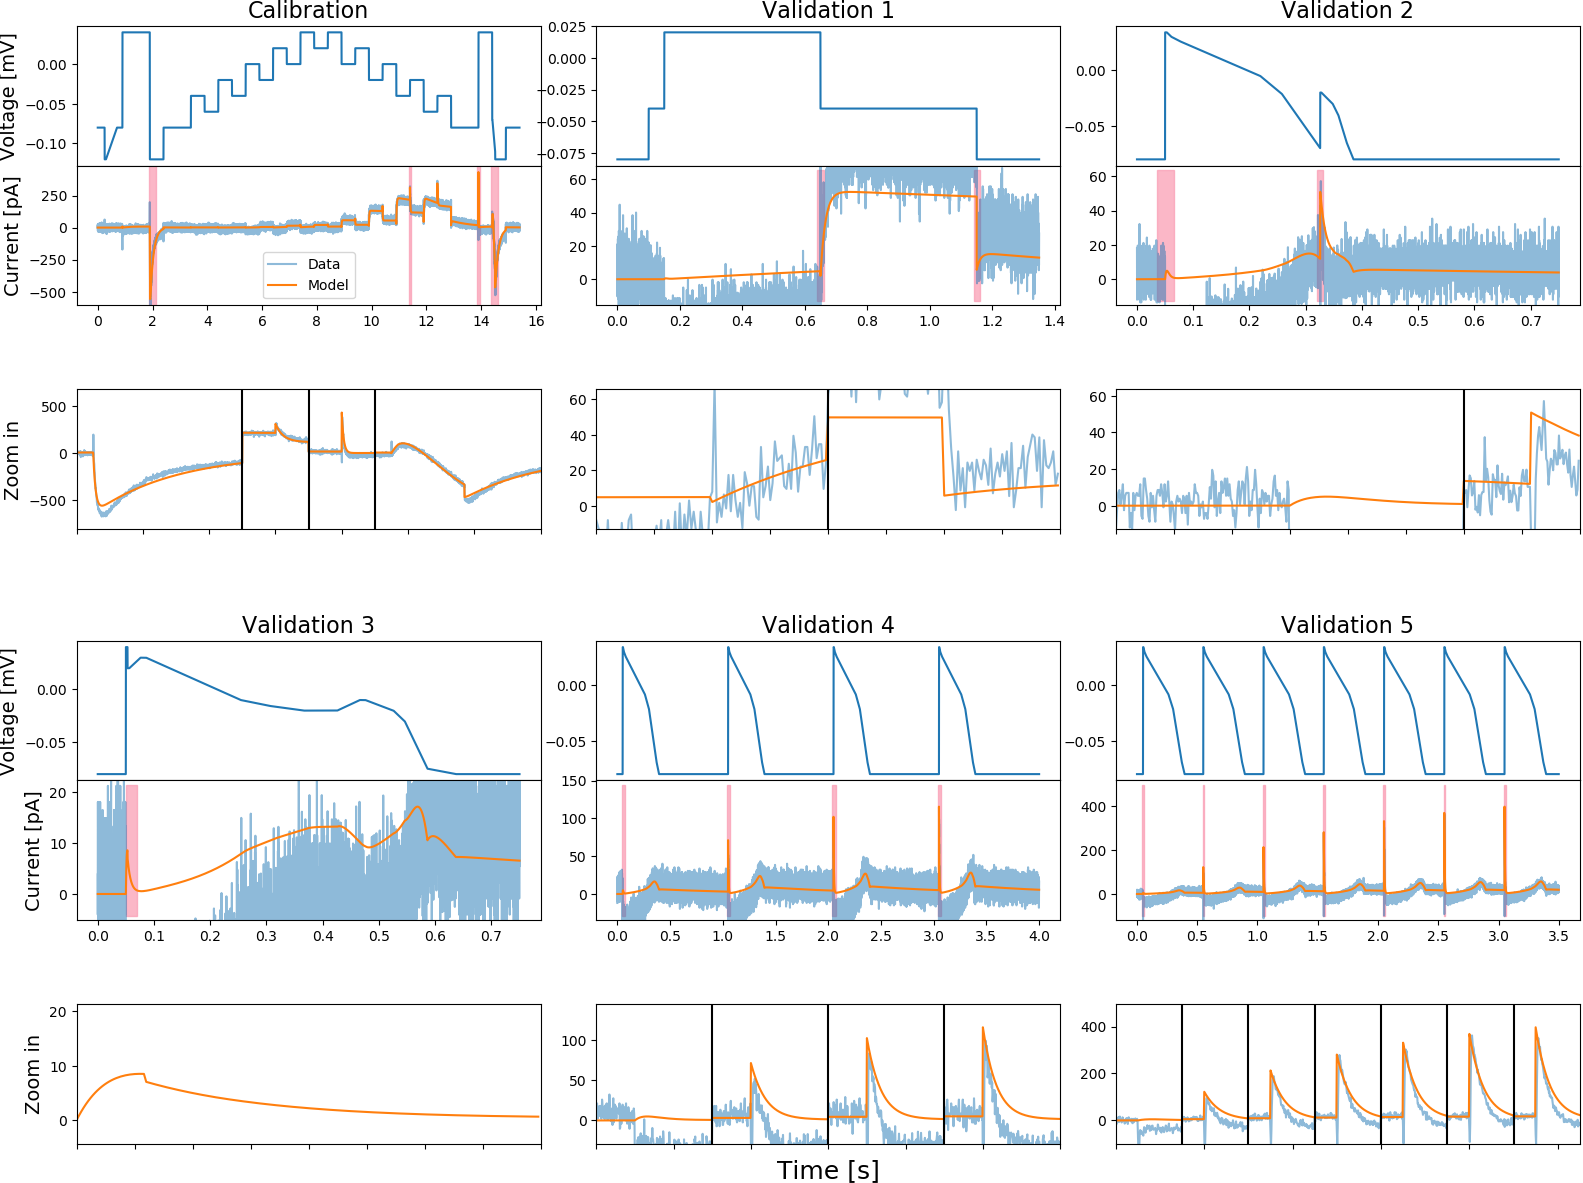 Calibration
Voltage [mV]
0.00
−0.05
−0.10
Current [pA]
250
0
−250
−500
Data
Model
0 2 4 6 8 10 12 14 16
Validation 1
0.025
0.000
−0.025
−0.050
−0.075
60
40
20
0
0.0 0.2 0.4 0.6 0.8 1.0 1.2 1.4
Validation 2
0.00
−0.05
60
40
20
0
0.0 0.1 0.2 0.3 0.4 0.5 0.6 0.7
Zoom in
500
0
−500
60
40
20
0
60
40
20
0
Validation 3
Voltage [mV]
0.00
−0.05
Current [pA]
20
10
0
0.0 0.1 0.2 0.3 0.4 0.5 0.6 0.7
Validation 4
0.00
−0.05
150
100
50
0
0.0 0.5 1.0 1.5 2.0 2.5 3.0 3.5 4.0
Validation 5
0.00
−0.05
400
200
0
0.0 0.5 1.0 1.5 2.0 2.5 3.0 3.5
Zoom in
20
10
0
100
50
0
400
200
0
Time [s]